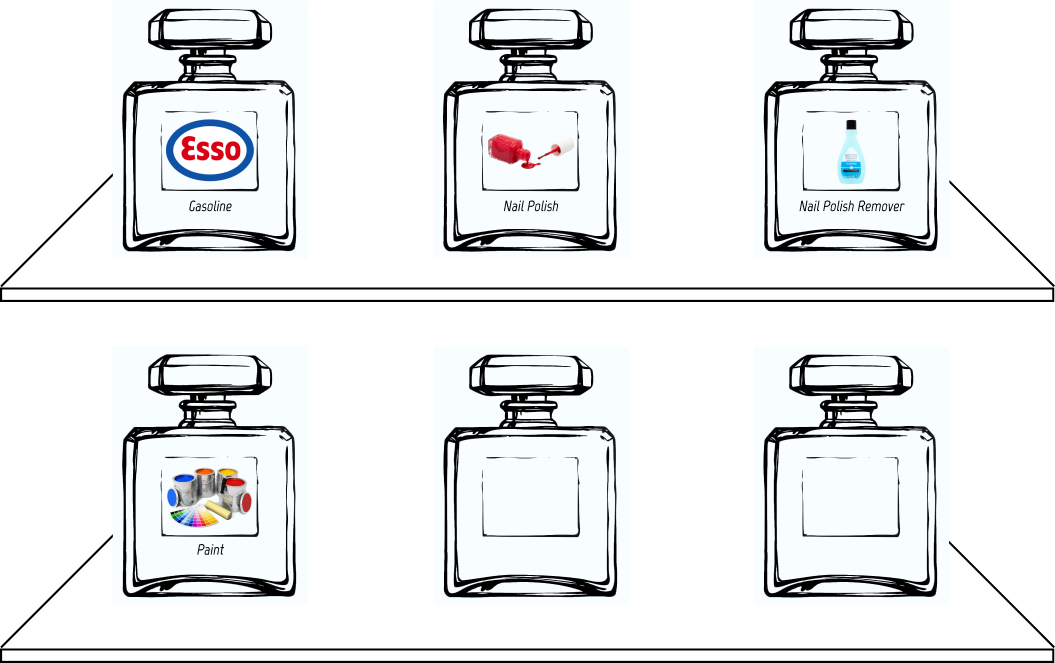 Esso
Gasoline
Nail Polish
Nail Polish Remover
Paint